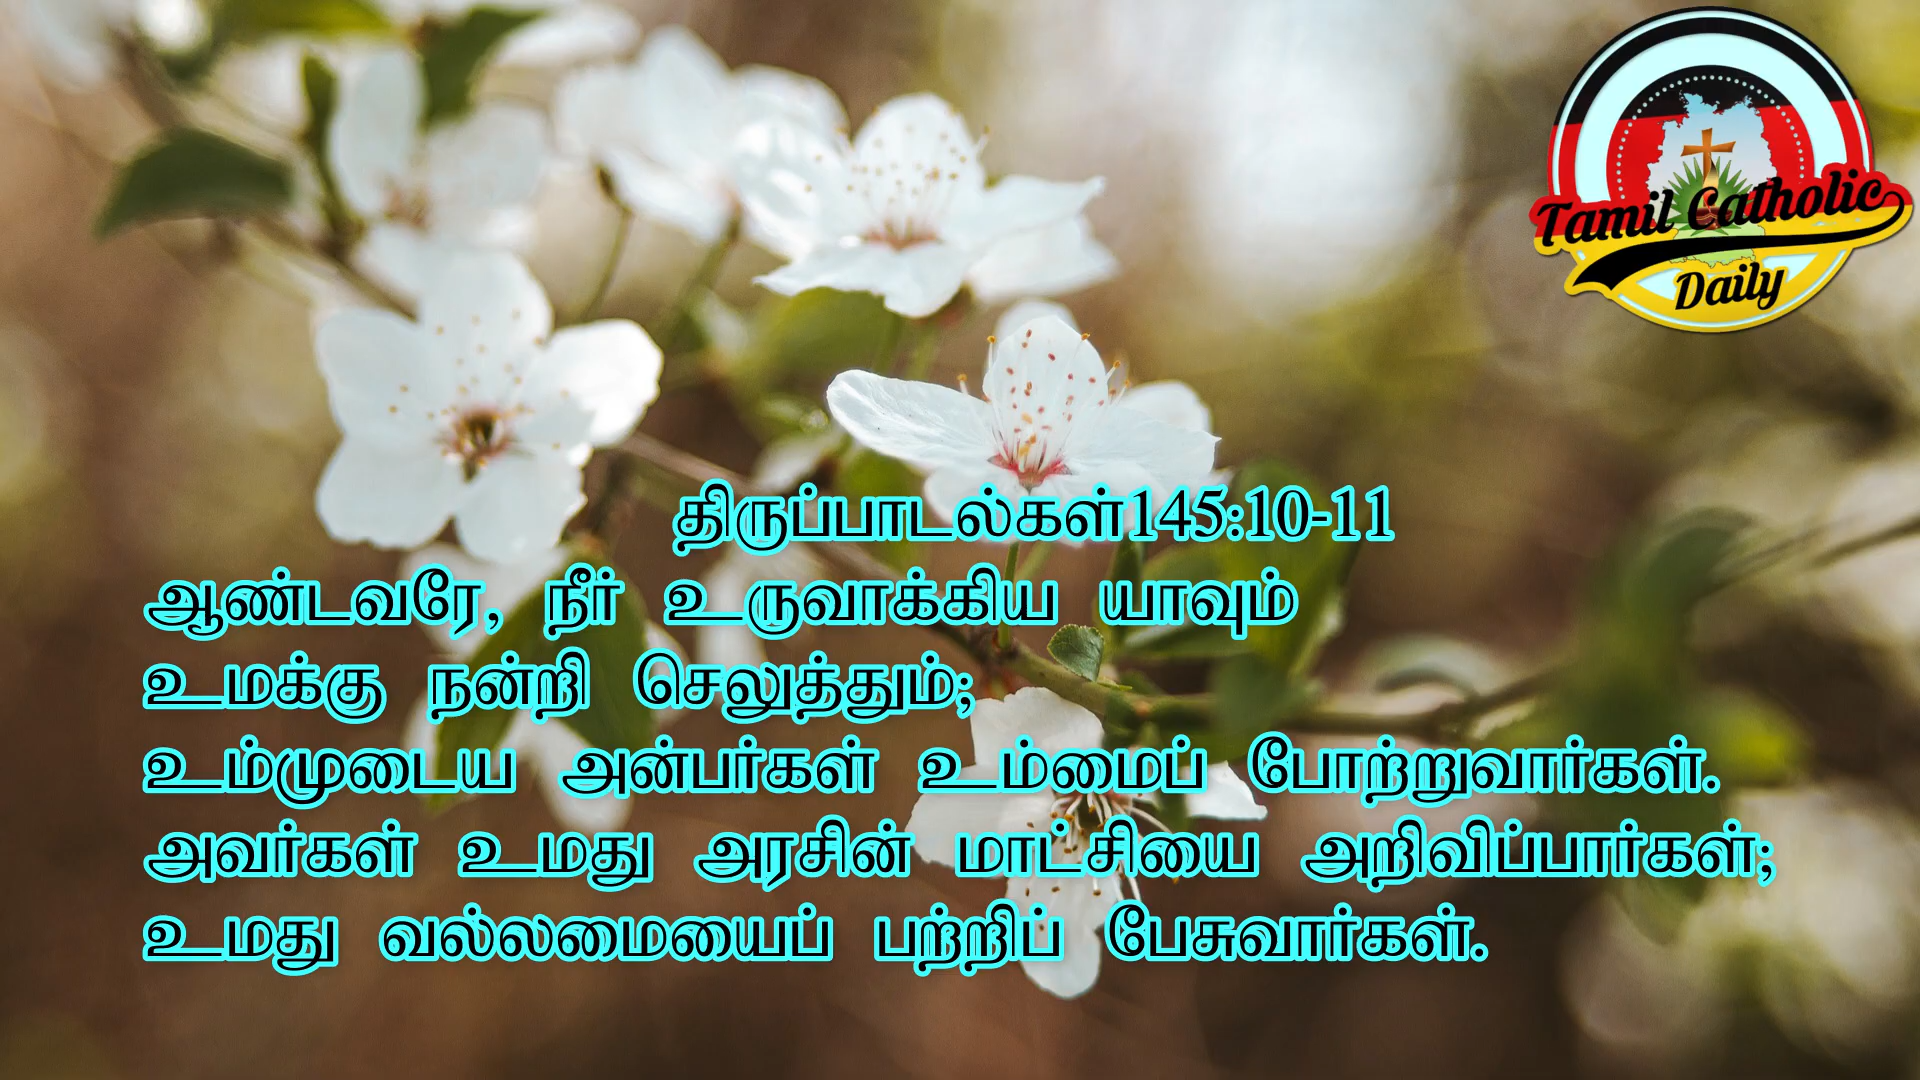 Tamil Catholic
Daily
திருப்பாடல்கள்145:10-11
ஆண்டவரே, நீர் உருவாக்கிய யாவும்
உமக்கு நன்றி செலுத்தும்;
உம்முடைய அன்பர்கள் உம்மைப் போற்றுவார்கள்.
அவர்கள் உமது அரசின் மாட்சியை அறிவிப்பார்கள்;
உமது வல்லமையைப் பற்றிப் பேசுவார்கள்.